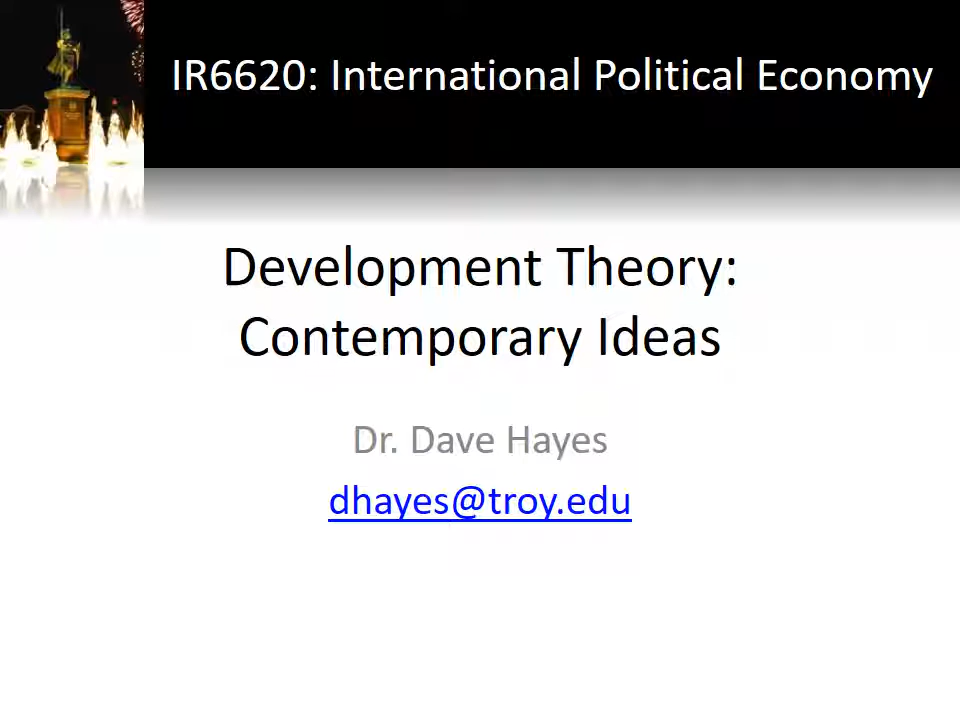 IR6620: International Political Economy
Development Theory:
Contemporary Ideas
Dr. Dave Hayes
dhayes@troy.edu